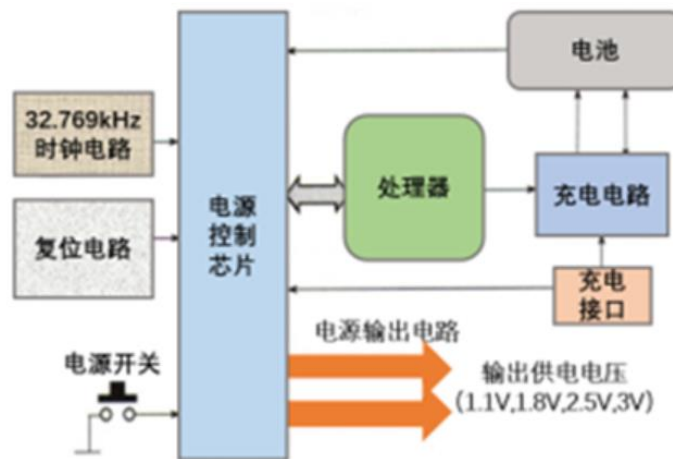 电池
32.769kHz
时钟电路
处理器
充电电路
复位电路
电源
控制
芯片
充电
接口
电源输出电路
电源开关
输出供电电压
(1.1V,1.8V,2.5V,3V)